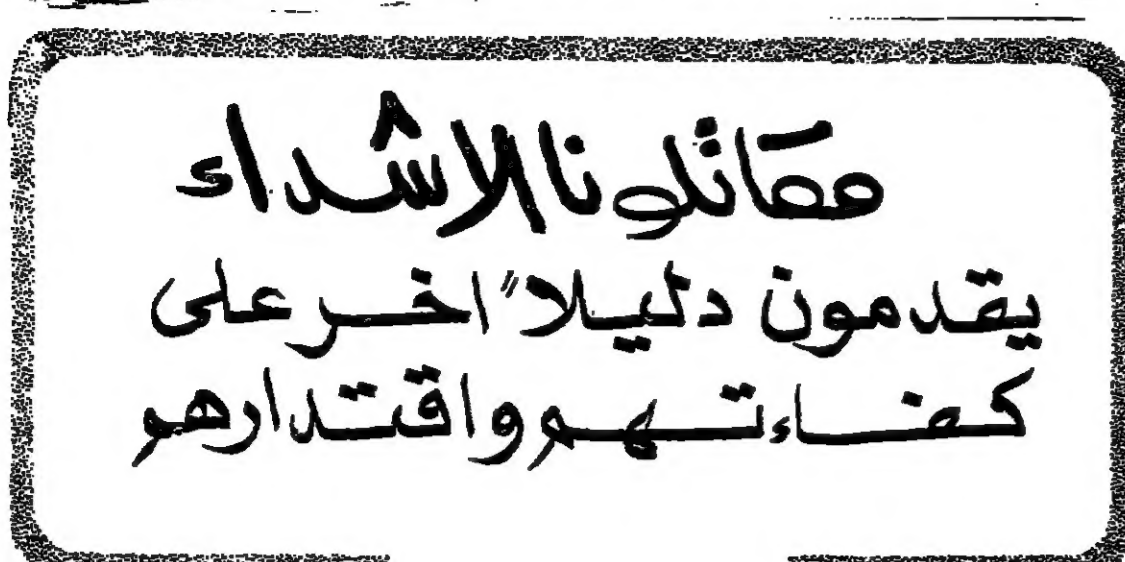 مقاتلونا الاشداء
يقدمون دليلاً اخر على
كفاءتهم واقتدارهم